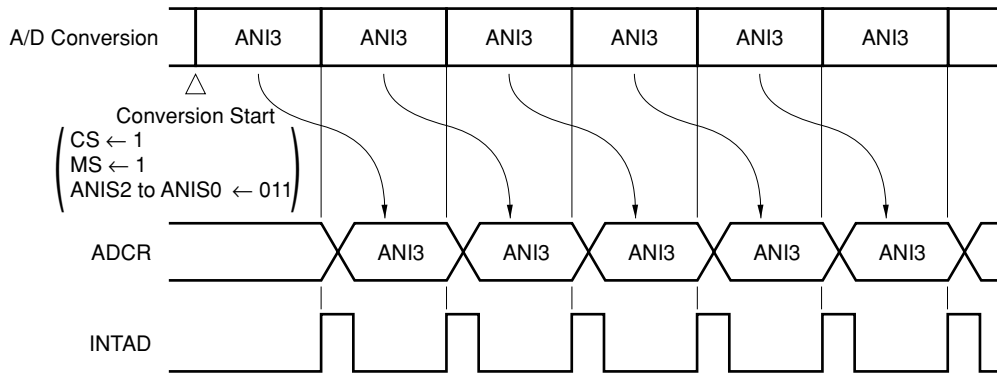 A/D Conversion ANI3 ANI3 ANI3 ANI3 ANI3 ANI3
Conversion Start
CS ← 1
MS ← 1
ANIS2 to ANIS0 ← 011
ADCR ANI3 ANI3 ANI3 ANI3 ANI3
INTAD